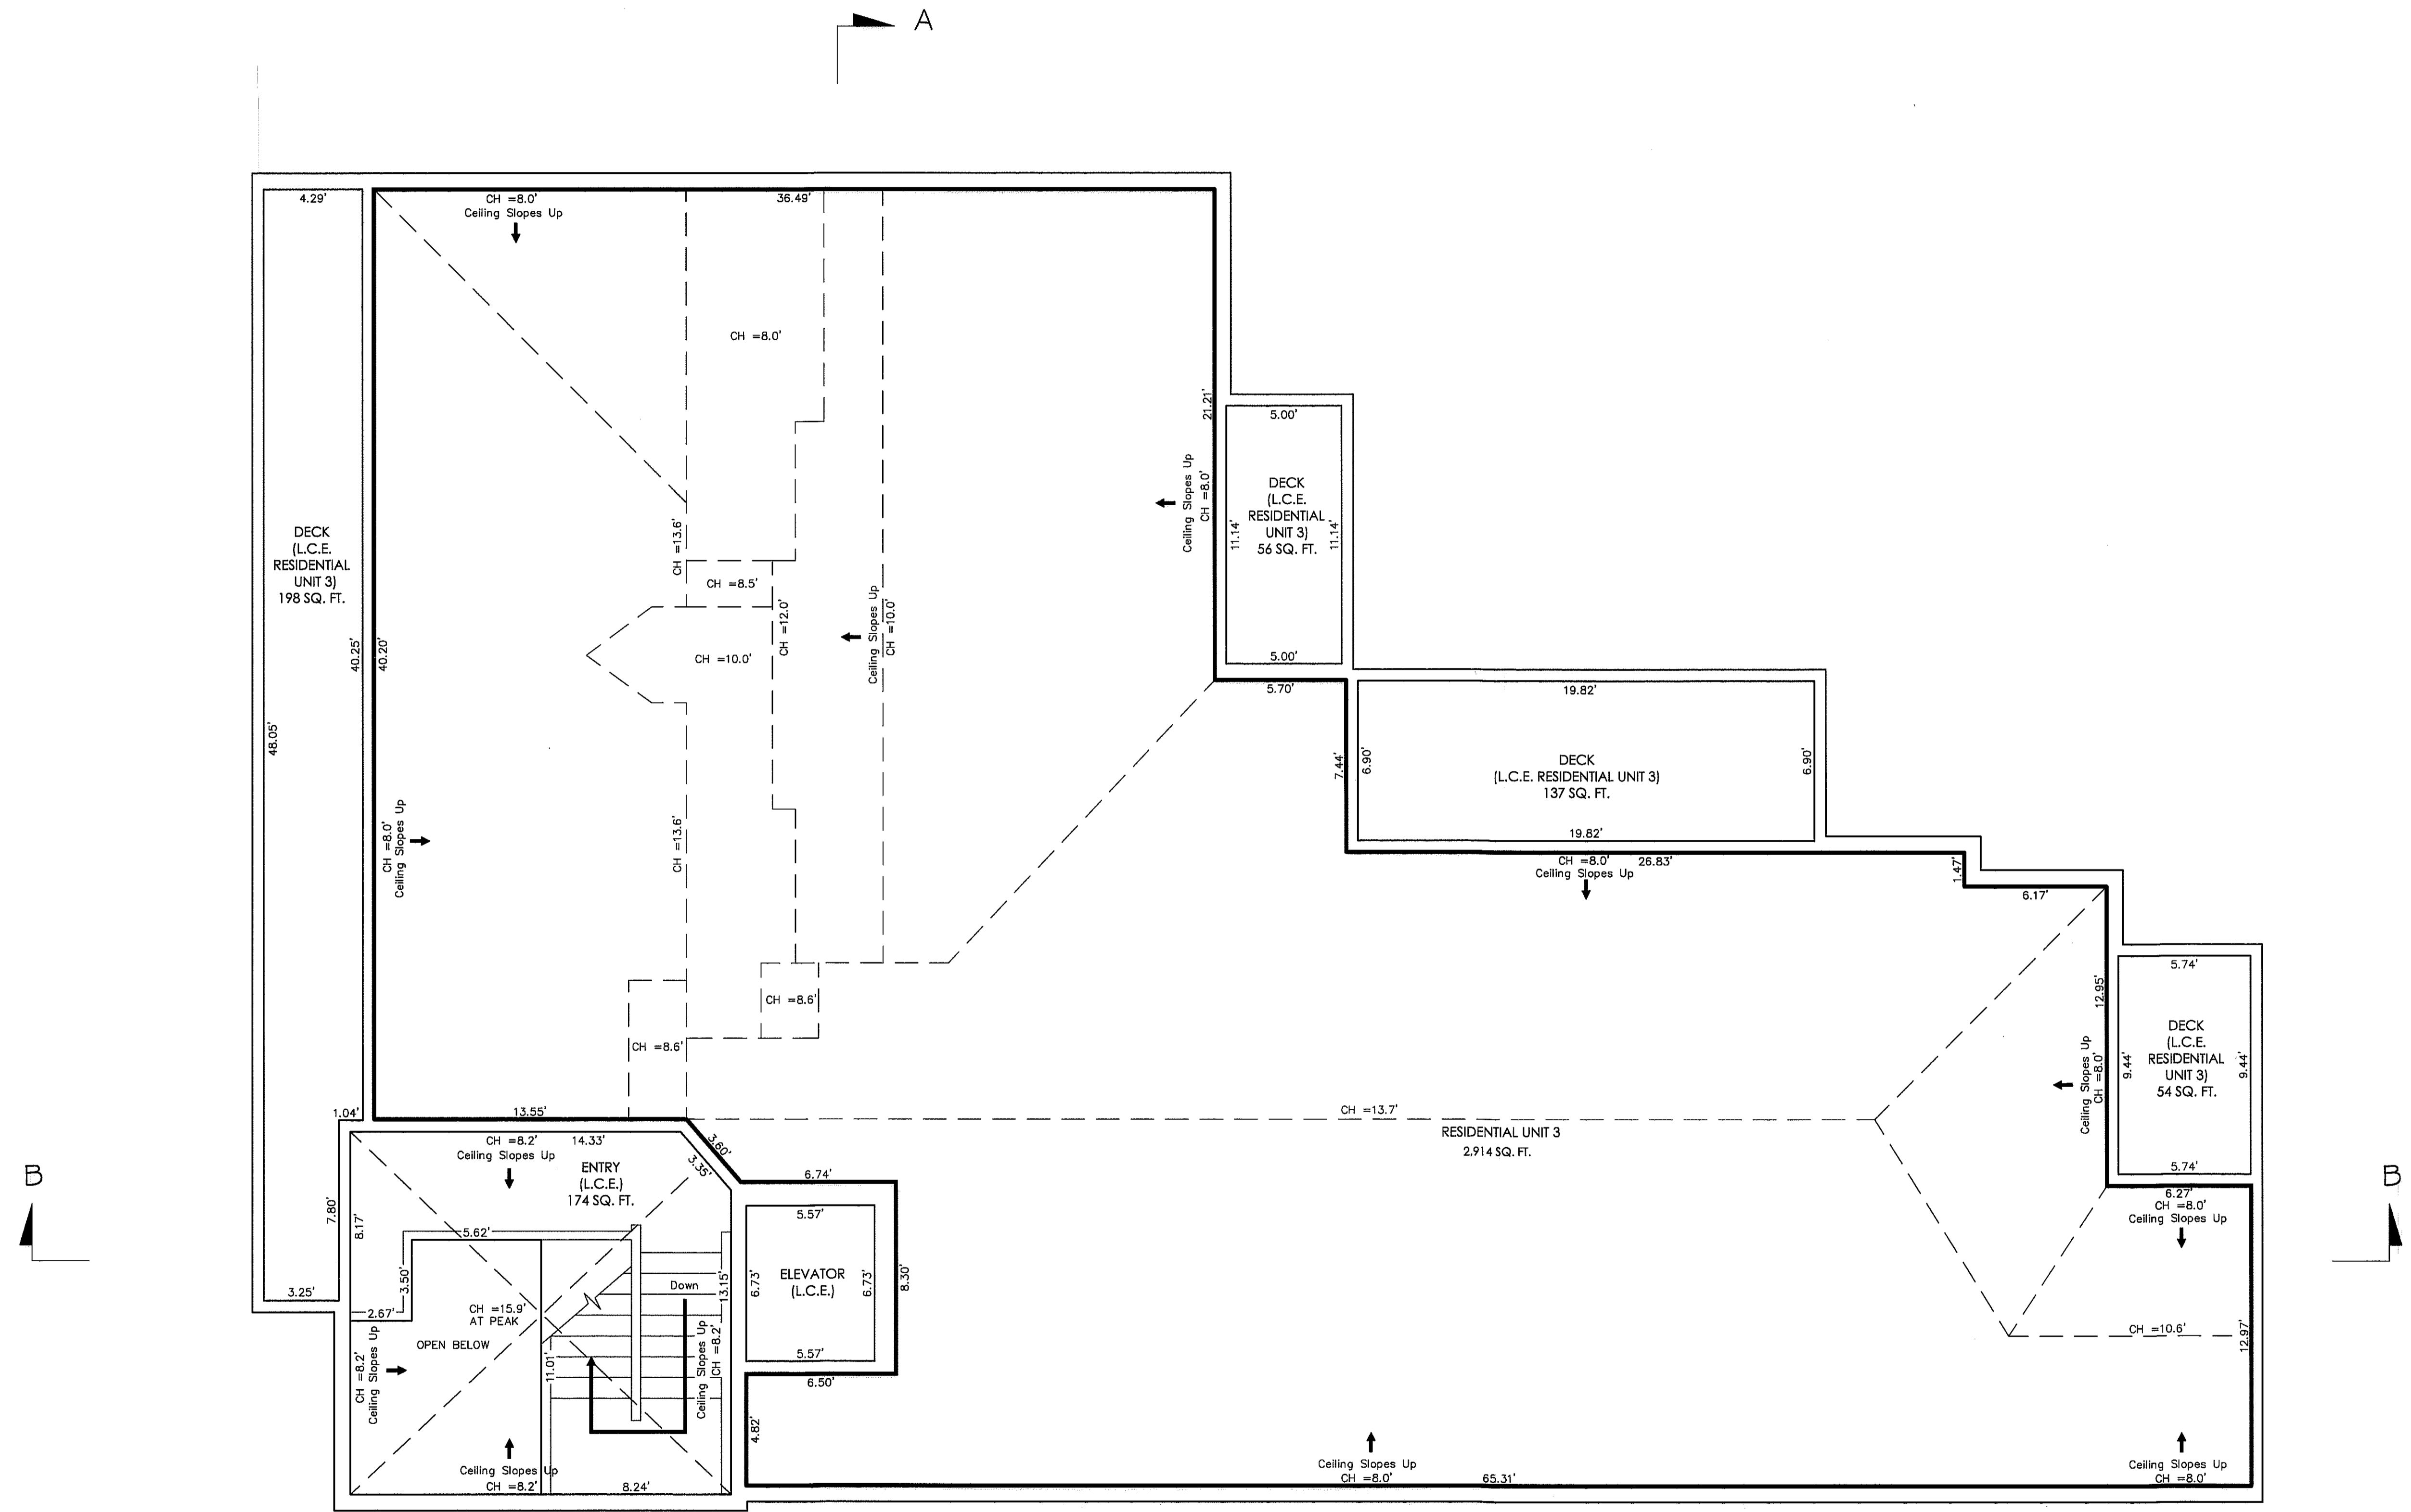 A
4.29'
CH =8.0'
Ceiling Slopes Up
36.49'
CH =8.0'
21.21'
Ceiling Slopes Up
CH =8.0'
5.00'
DECK
(L.C.E.
RESIDENTIAL
UNIT 3)
56 SQ. FT.
11.14'
11.14'
5.00'
5.70'
DECK
(L.C.E.
RESIDENTIAL
UNIT 3)
198 SQ. FT.
CH =13.6'
CH =8.5'
CH =12.0'
Ceiling Slopes Up
CH =10.0'
CH =10.0'
40.25'
40.20'
48.05'
7.44'
19.82'
6.90'
DECK
(L.C.E. RESIDENTIAL UNIT 3)
137 SQ. FT.
6.90'
19.82'
CH =8.0'
26.83'
Ceiling Slopes Up
1.47'
6.17'
CH =8.0'
Ceiling Slopes Up
CH =13.6'
CH =8.6'
CH =8.6'
12.95'
Ceiling Slopes Up
CH =8.0'
5.74'
DECK
(L.C.E.
RESIDENTIAL
UNIT 3)
54 SQ. FT.
9.44'
9.44'
5.74'
1.04'
13.55'
CH =13.7'
RESIDENTIAL UNIT 3
2,914 SQ. FT.
CH =8.2'
14.33'
Ceiling Slopes Up
3.60'
3.35'
ENTRY
(L.C.E.)
174 SQ. FT.
6.74'
B
B
6.27'
CH =8.0'
Ceiling Slopes Up
7.80'
8.17'
5.62'
3.50'
5.57'
6.73'
ELEVATOR
(L.C.E.)
6.73'
8.30'
Down
13.15'
3.25'
2.67'
CH =15.9'
AT PEAK
OPEN BELOW
CH =8.2'
Ceiling Slopes Up
11.01'
Ceiling Slopes Up
CH =8.2'
5.57'
6.50'
CH =10.6'
12.97'
4.82'
Ceiling Slopes Up
CH =8.2'
8.24'
Ceiling Slopes Up
CH =8.0'
65.31'
Ceiling Slopes Up
CH =8.0'